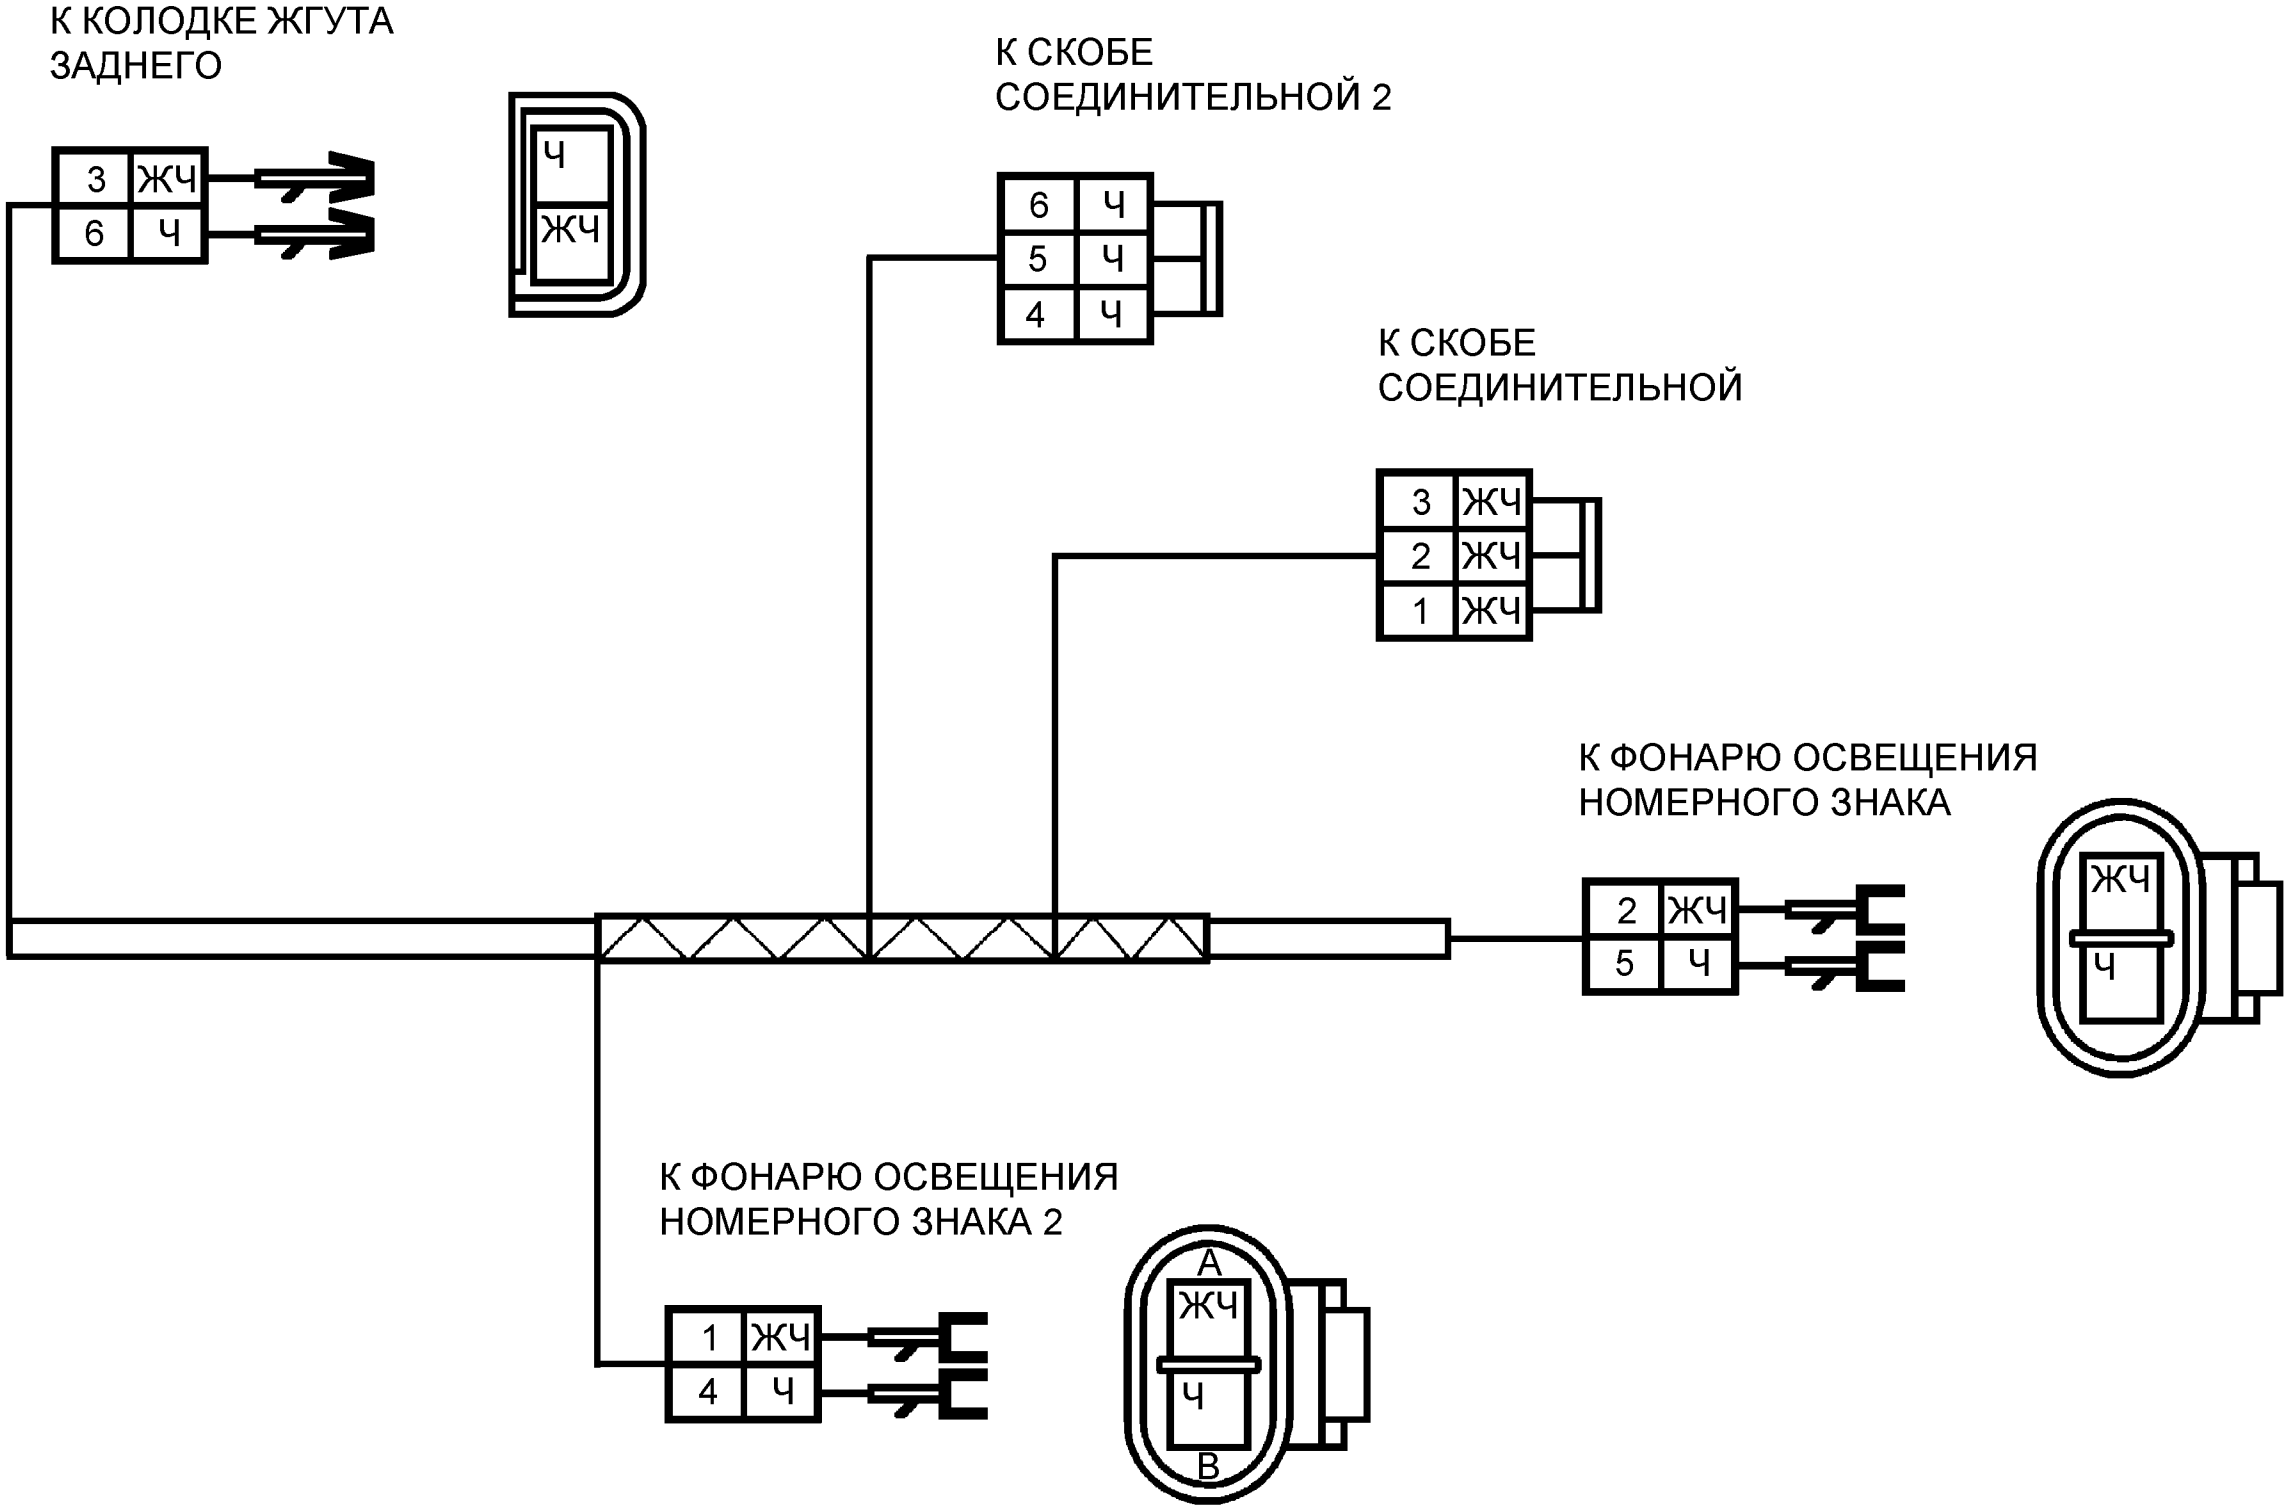 К КОЛОДКЕ ЖГУТА
ЗАДНЕГО
3 ЖЧ
6 Ч
Ч
ЖЧ
К СКОБЕ
СОЕДИНИТЕЛЬНОЙ 2
6 Ч
5 Ч
4 Ч
К СКОБЕ
СОЕДИНИТЕЛЬНОЙ
3 ЖЧ
2 ЖЧ
1 ЖЧ
К ФОНАРЮ ОСВЕЩЕНИЯ
НОМЕРНОГО ЗНАКА
2 ЖЧ
5 Ч
ЖЧ
Ч
К ФОНАРЮ ОСВЕЩЕНИЯ
НОМЕРНОГО ЗНАКА 2
1 ЖЧ
4 Ч
А
ЖЧ
Ч
В